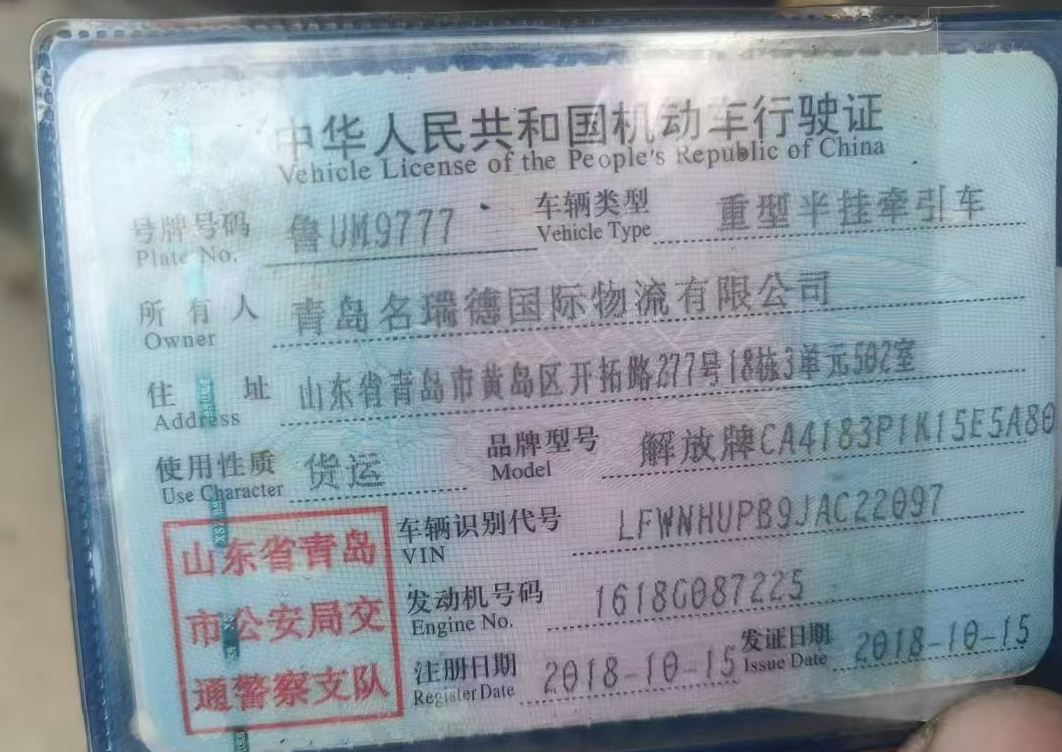 中华人民共和国机动车行驶证
Vehicle License of the People's Republic of China
号牌号码 鲁UM9777 车辆类型 重型半挂牵引车
Plate No. Vehicle Type
所有人 青岛名瑞德国际物流有限公司
Owner
住址 山东省青岛市黄岛区开拓路277号18栋3单元502室
Address
使用性质 货运 品牌型号 解放牌CA4183P1K15E5A80
Use Character Model
山东省青岛
市公安局交
通警察支队
车辆识别代号 LFWNHUPB9JAC22097
VIN
发动机号码 1618G087225
Engine No.
注册日期 2018-10-15 发证日期 2018-10-15
Register Date Issue Date